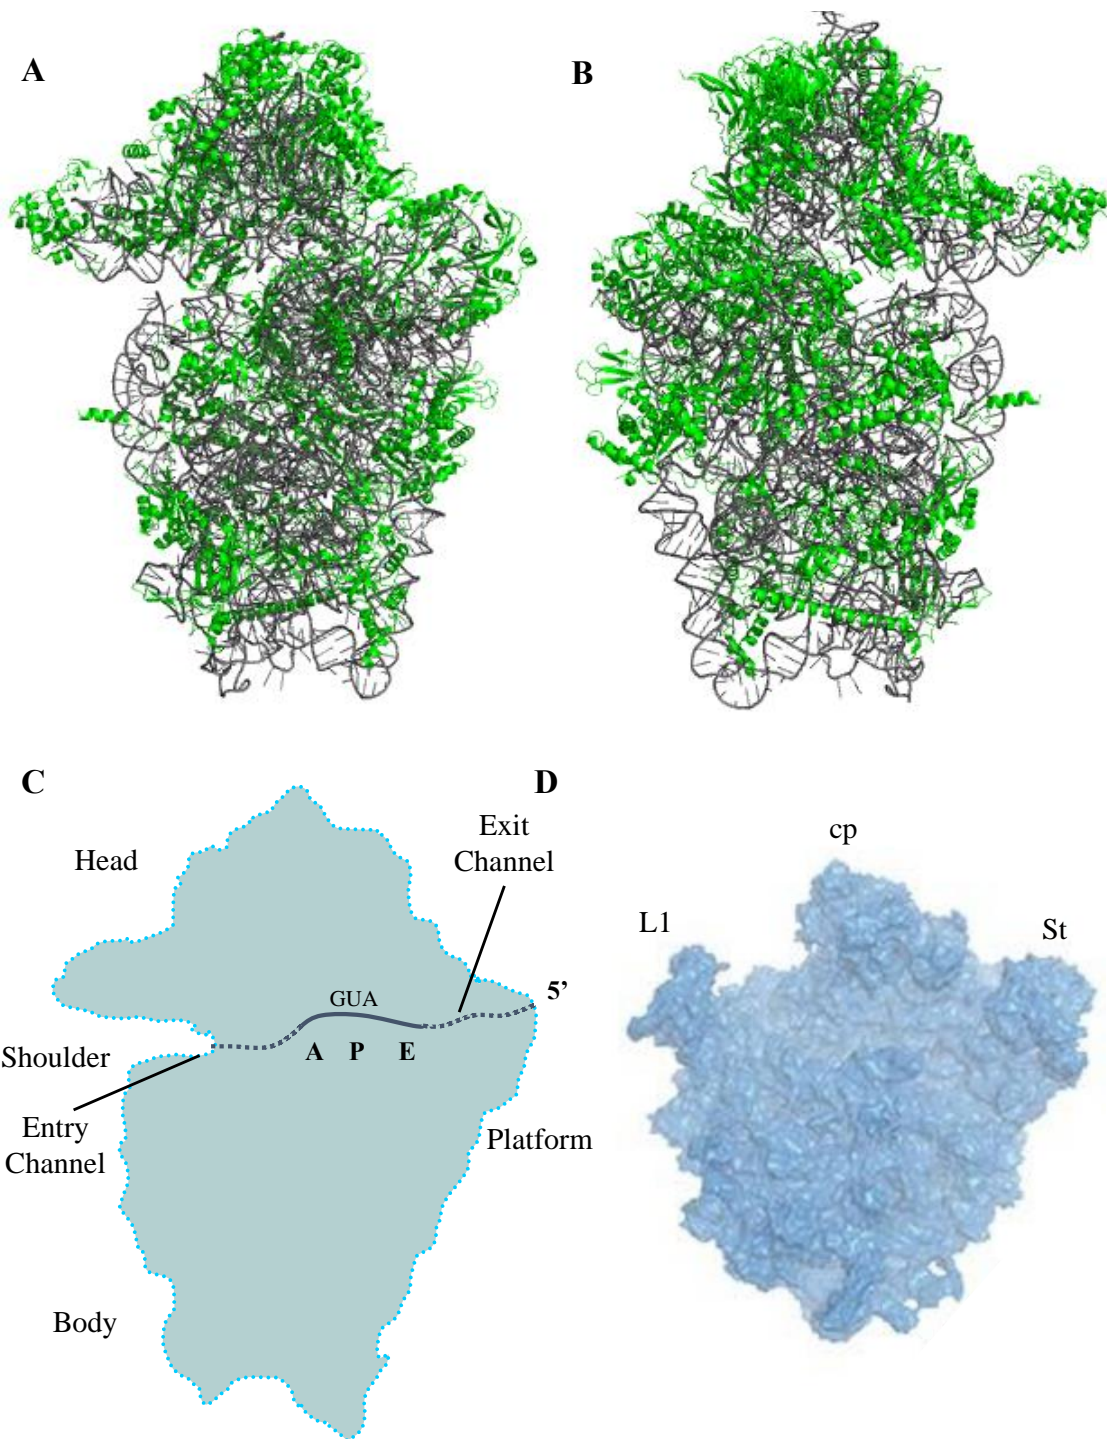 A
B
C
D
Head
Exit
Channel
cp
L1
St
GUA
5’
A P E
Shoulder
Entry
Channel
Platform
Body